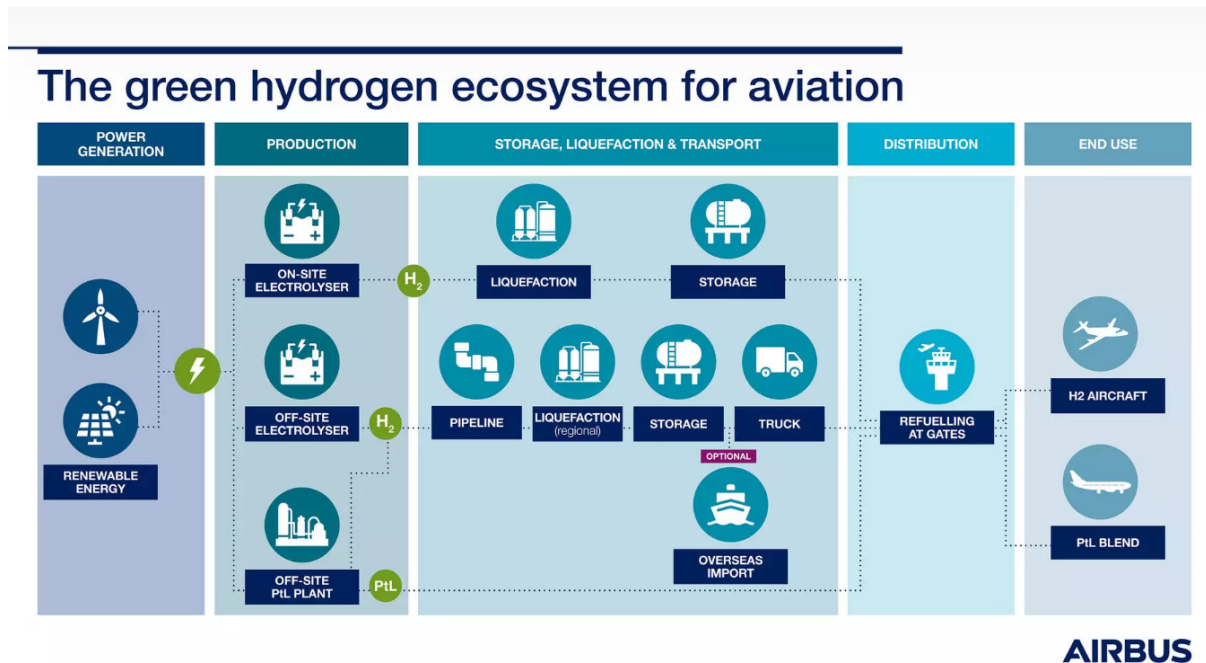 The green hydrogen ecosystem for aviation
POWER
GENERATION
PRODUCTION
STORAGE, LIQUEFACTION & TRANSPORT
DISTRIBUTION
END USE
ON-SITE
ELECTROLYSER
H2
LIQUEFACTION
STORAGE
RENEWABLE
ENERGY
OFF-SITE
ELECTROLYSER
H2
PIPELINE
LIQUEFACTION
(regional)
STORAGE
TRUCK
OPTIONAL
OVERSEAS
IMPORT
OFF-SITE
PtL PLANT
PtL
REFUELLING
AT GATES
H2 AIRCRAFT
PtL BLEND
AIRBUS